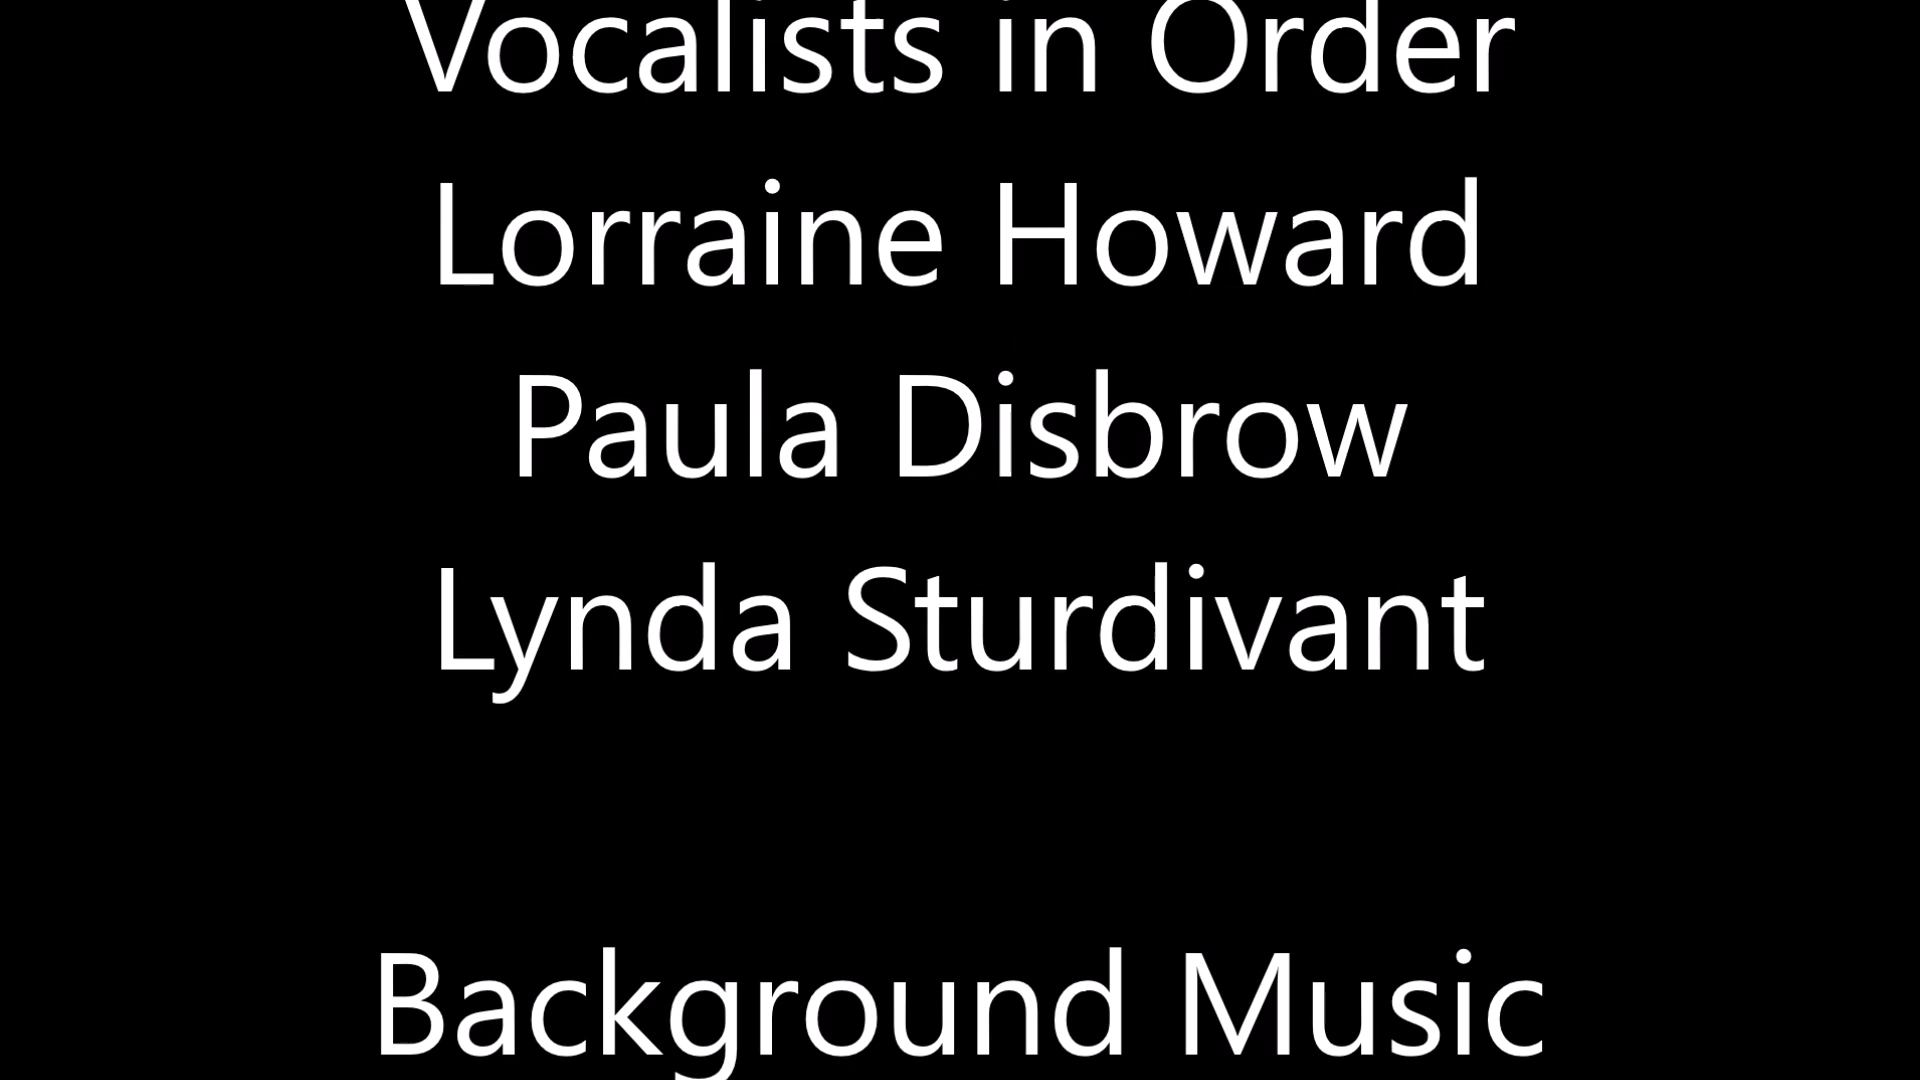 Vocalists in Order
Lorraine Howard
Paula Disbrow
Lynda Sturdivant
Background Music